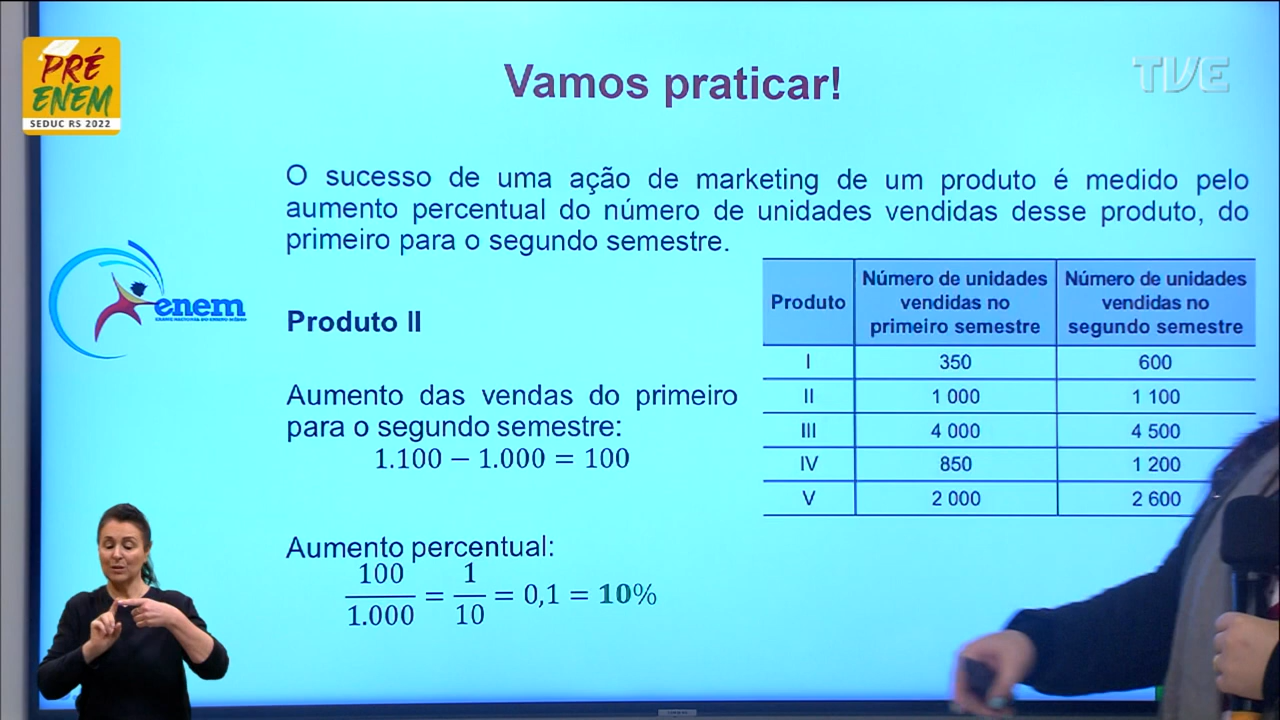 PRÉ
ENEM
SEDUC RS 2022
Vamos praticar!
TVE
O sucesso de uma ação de marketing de um produto é medido pelo
aumento percentual do número de unidades vendidas desse produto, do
primeiro para o segundo semestre.
enem
Produto II
Aumento das vendas do primeiro
para o segundo semestre:
1.100 − 1.000 = 100
Aumento percentual:
100/1.000 = 1/10 = 0,1 = 10%
Produto | Número de unidades vendidas no primeiro semestre | Número de unidades vendidas no segundo semestre
I 350 600
II 1 000 1 100
III 4 000 4 500
IV 850 1 200
V 2 000 2 600